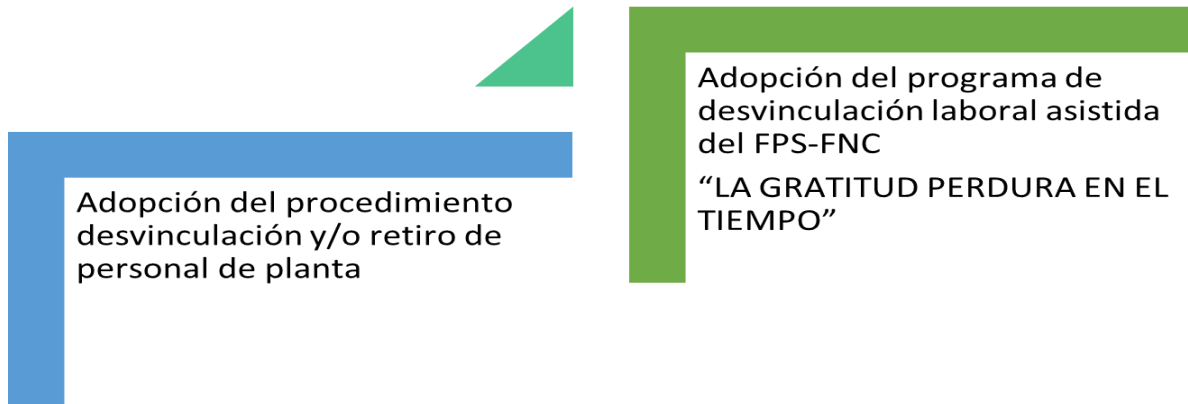 Adopción del procedimiento
desvinculación y/o retiro de
personal de planta
Adopción del programa de
desvinculación laboral asistida
del FPS-FNC
“LA GRATITUD PERDURA EN EL
TIEMPO”